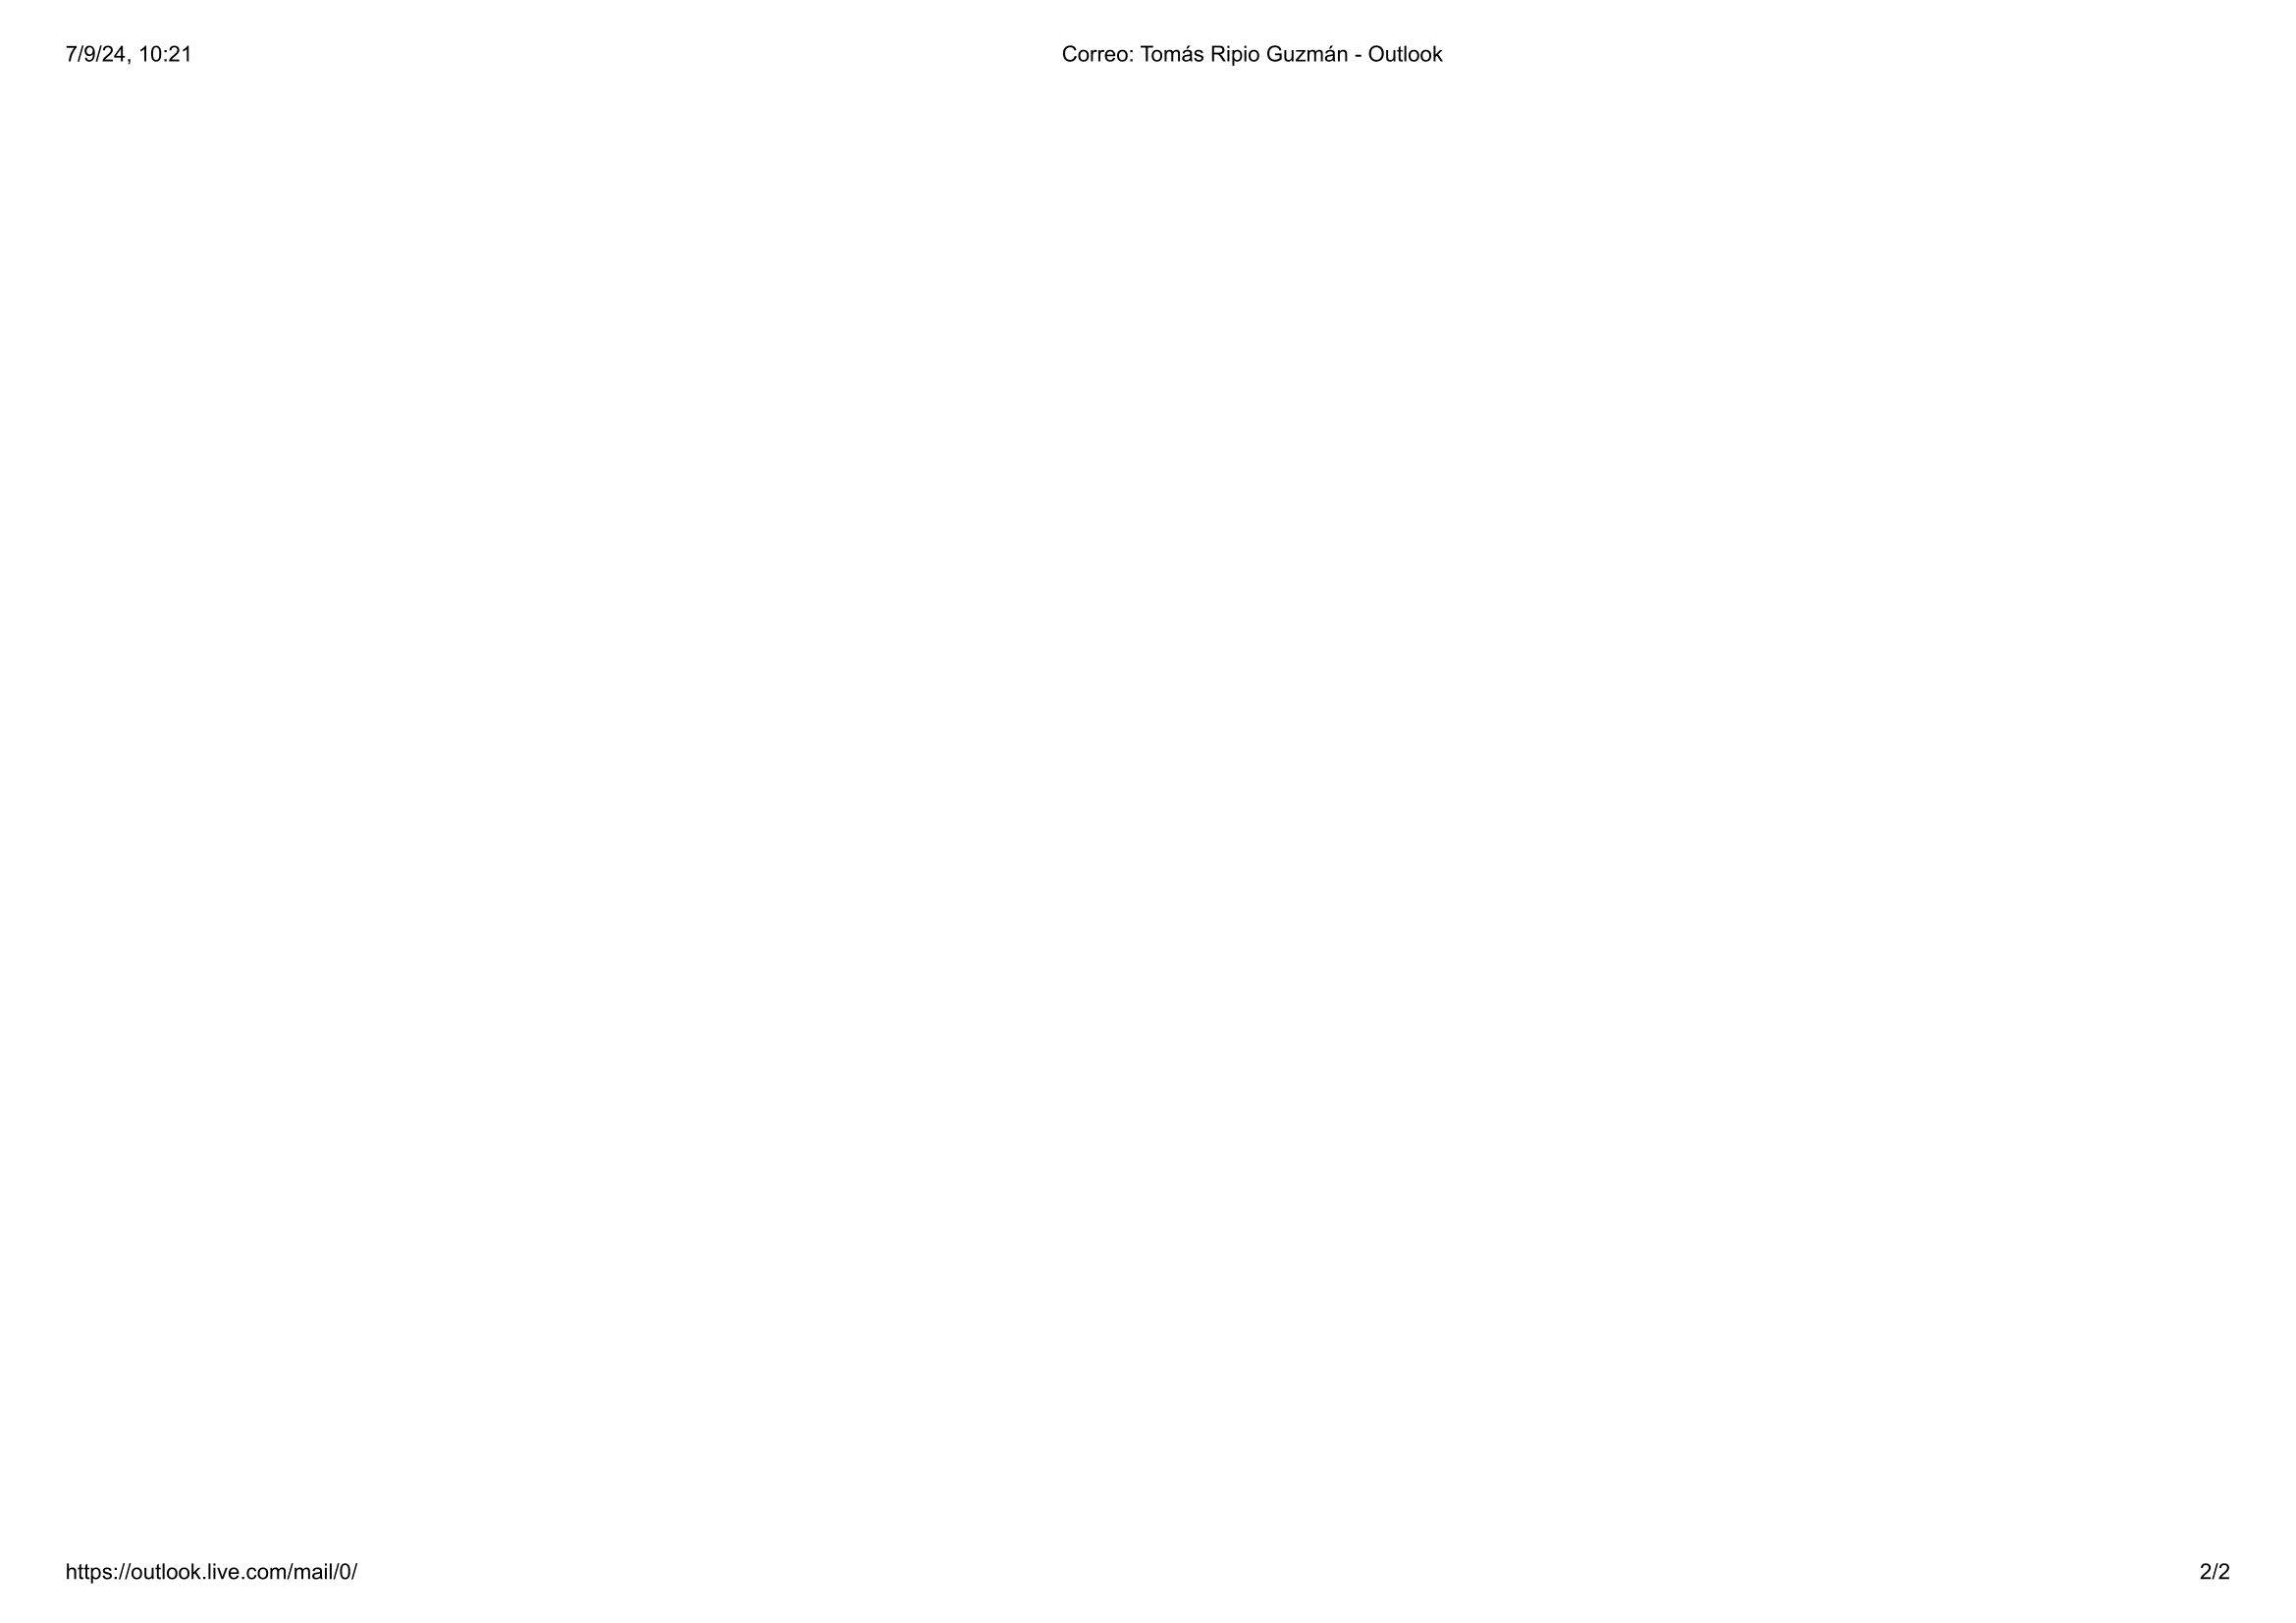 7/9/24, 10:21
Correo: Tomás Ripio Guzmán - Outlook
https://outlook.live.com/mail/0/
2/2